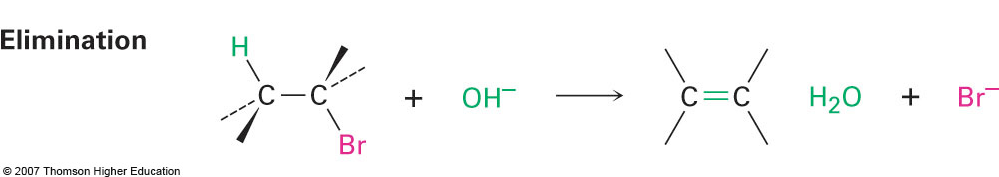 Elimination
H
C—C + OH⁻ ⟶ C=C H₂O + Br⁻
Br
© 2007 Thomson Higher Education